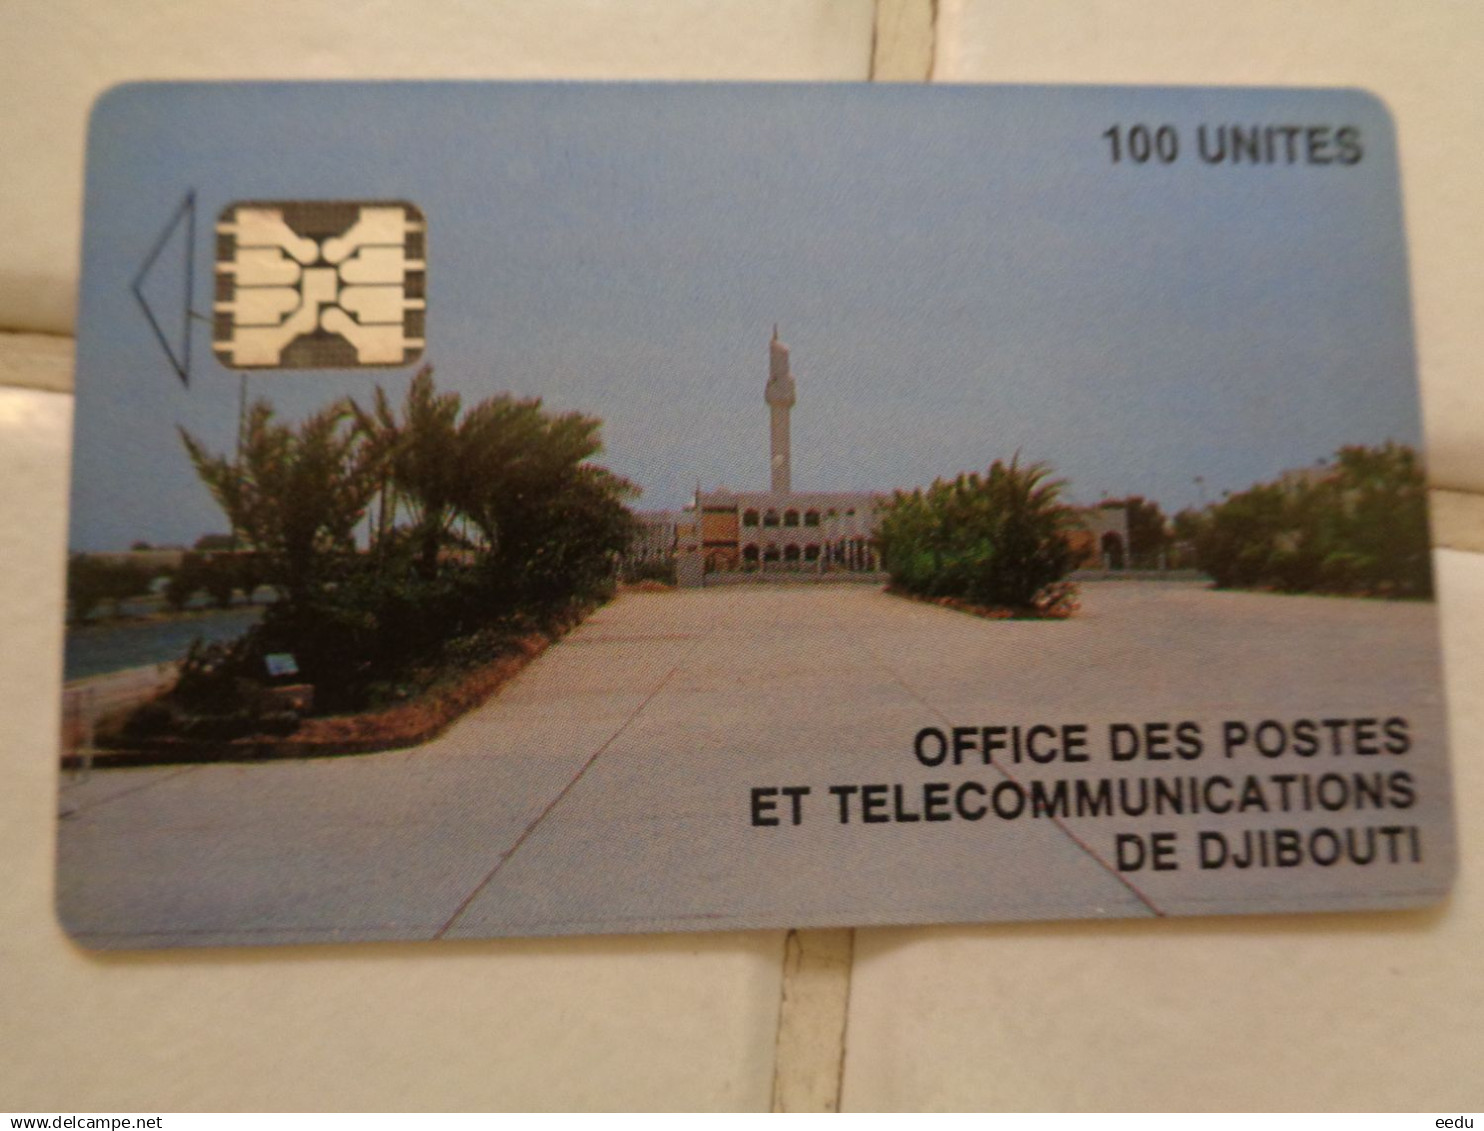 100 UNITES
OFFICE DES POSTES
ET TELECOMMUNICATIONS
DE DJIBOUTI
www.delcampe.net
eedu